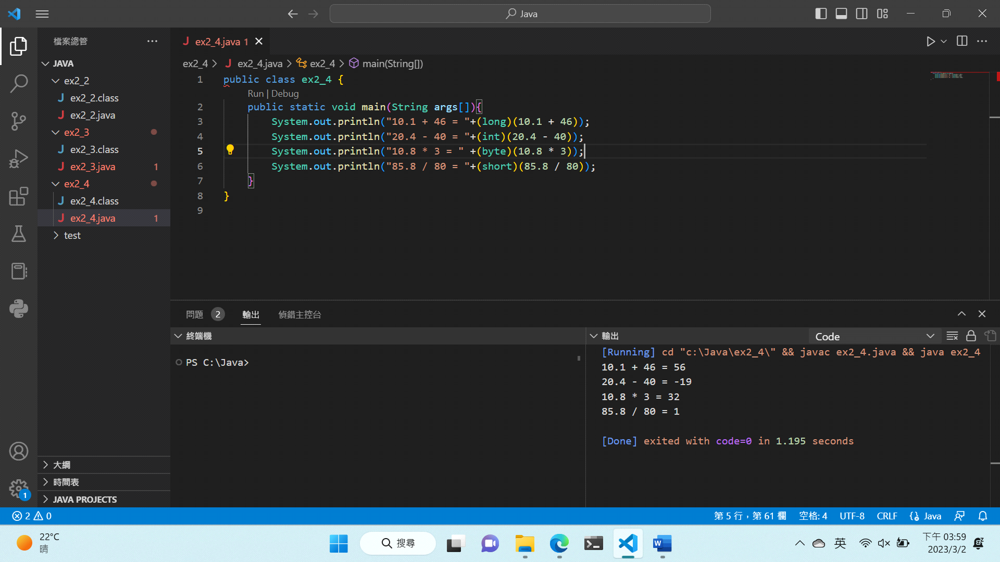 Java
檔案總管
JAVA
ex2_2
ex2_2.class
ex2_2.java
ex2_3
ex2_3.class
ex2_3.java 1
ex2_4
ex2_4.class
ex2_4.java 1
test
大綱
時間表
JAVA PROJECTS
1
ex2_4.java 1
ex2_4 > ex2_4.java > ex2_4 > main(String[])
1 public class ex2_4 {
Run | Debug
2 public static void main(String args[]){
3 System.out.println("10.1 + 46 = "+(long)(10.1 + 46));
4 System.out.println("20.4 - 40 = "+(int)(20.4 - 40));
5 System.out.println("10.8 * 3 = " +(byte)(10.8 * 3));
6 System.out.println("85.8 / 80 = "+(short)(85.8 / 80));
7 }
8 }
9
問題 2 輸出 偵錯主控台
終端機
PS C:\Java>
輸出 Code
[Running] cd "c:\Java\ex2_4\" && javac ex2_4.java && java ex2_4
10.1 + 46 = 56
20.4 - 40 = -19
10.8 * 3 = 32
85.8 / 80 = 1
[Done] exited with code=0 in 1.195 seconds
2 0
第 5 行，第 61 欄 空格: 4 UTF-8 CRLF Java
22°C
晴
搜尋
W
英
下午 03:59
2023/3/2